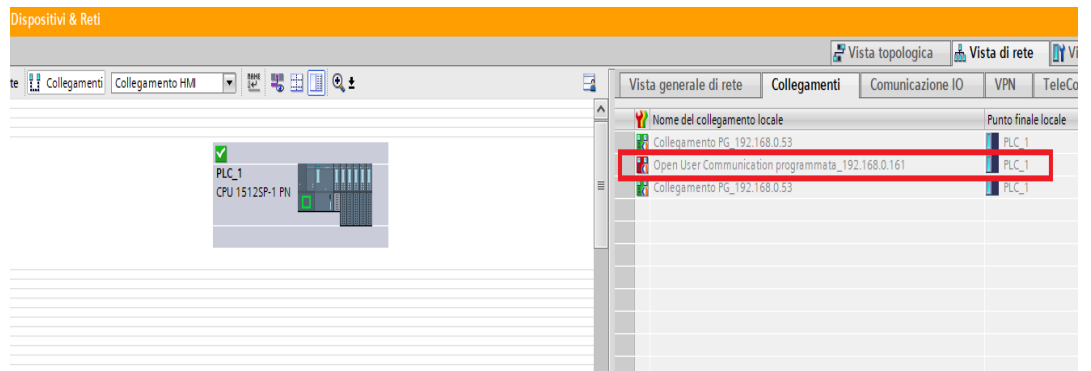 Dispositivi & Reti
Vista topologica Vista di rete Vi
te Collegamenti Collegamento HMI
Vista generale di rete Collegamenti Comunicazione IO VPN TeleCo
Nome del collegamento locale Punto finale locale
Collegamento PG_192.168.0.53 PLC_1
Open User Communication programmata_192.168.0.161 PLC_1
Collegamento PG_192.168.0.53 PLC_1
PLC_1
CPU 1512SP-1 PN